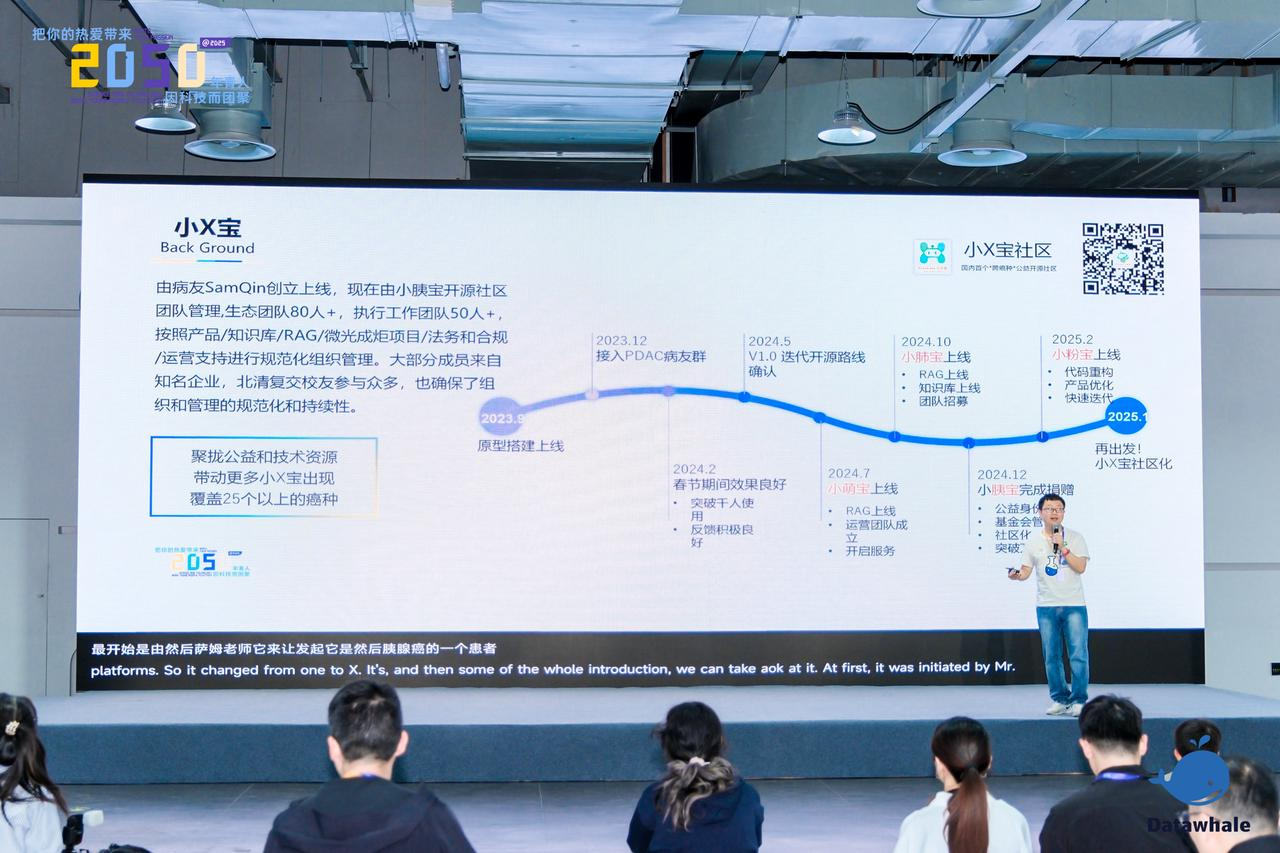 把你的热爱带来
2050
@2025
年青人
因科技而团聚
小X宝
Back Ground
小X宝社区
国内首个"跨癌种"公益开源社区
由病友SamQin创立上线，现在由小胰宝开源社区
团队管理,生态团队80人+，执行工作团队50人+，
按照产品/知识库/RAG/微光成炬项目/法务和合规
/运营支持进行规范化组织管理。大部分成员来自
知名企业，北清复交校友参与众多，也确保了组
织和管理的规范化和持续性。
聚拢公益和技术资源
带动更多小X宝出现
覆盖25个以上的癌种
2023.9
原型搭建上线
2023.12
接入PDAC病友群
2024.2
春节期间效果良好
• 突破千人使
用
• 反馈积极良
好
2024.5
V1.0 迭代开源路线
确认
2024.7
小萌宝上线
• RAG上线
• 运营团队成
立
• 开启服务
2024.10
小肺宝上线
• RAG上线
• 知识库上线
• 团队招募
2024.12
小胰宝完成捐赠
• 公益身份
• 基金会管
• 社区化
• 突破
2025.2
小粉宝上线
• 代码重构
• 产品优化
• 快速迭代
2025.1
再出发！
小X宝社区化
把你的热爱带来
205
年青人
因科技而团聚
最开始是由然后萨姆老师它来让发起它是然后胰腺癌的一个患者
platforms. So it changed from one to X. It's, and then some of the whole introduction, we can take aok at it. At first, it was initiated by Mr.
Datawhale